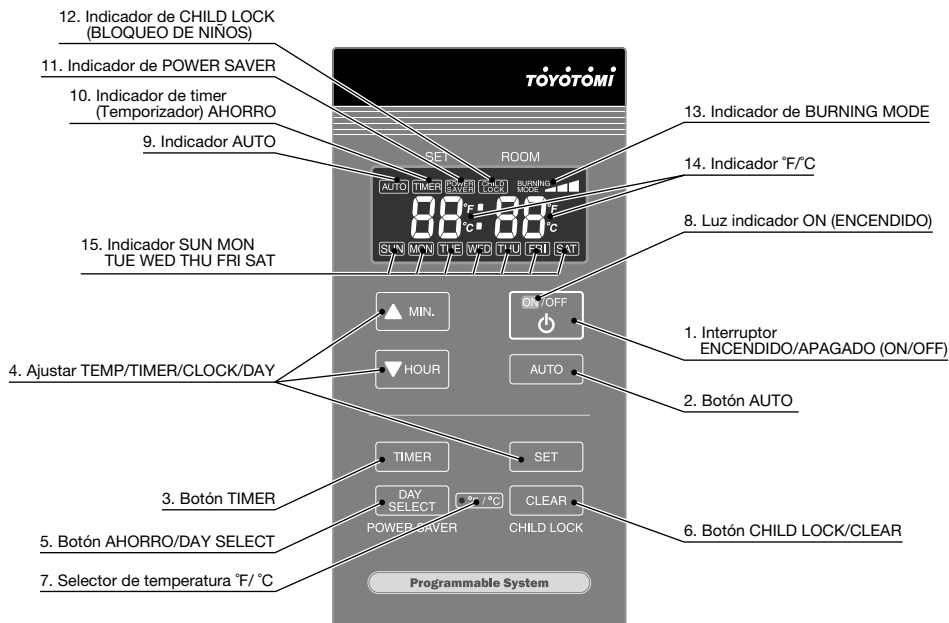 12. Indicador de CHILD LOCK
(BLOQUEO DE NIÑOS)
11. Indicador de POWER SAVER
10. Indicador de timer
(Temporizador) AHORRO
9. Indicador AUTO
TOYOTOMI
13. Indicador de BURNING MODE
SET ROOM
14. Indicador °F/°C
AUTO TIMER POWER SAVER CHILD LOCK BURNING MODE
88 °F °C : 88 °F °C
SUN MON TUE WED THU FRI SAT
8. Luz indicador ON (ENCENDIDO)
15. Indicador SUN MON
TUE WED THU FRI SAT
MIN.
ON/OFF
1. Interruptor
ENCENDIDO/APAGADO (ON/OFF)
4. Ajustar TEMP/TIMER/CLOCK/DAY
HOUR
AUTO
2. Botón AUTO
TIMER
SET
3. Botón TIMER
DAY
SELECT
°F/°C
CLEAR
POWER SAVER
CHILD LOCK
5. Botón AHORRO/DAY SELECT
6. Botón CHILD LOCK/CLEAR
7. Selector de temperatura °F/ °C
Programmable System